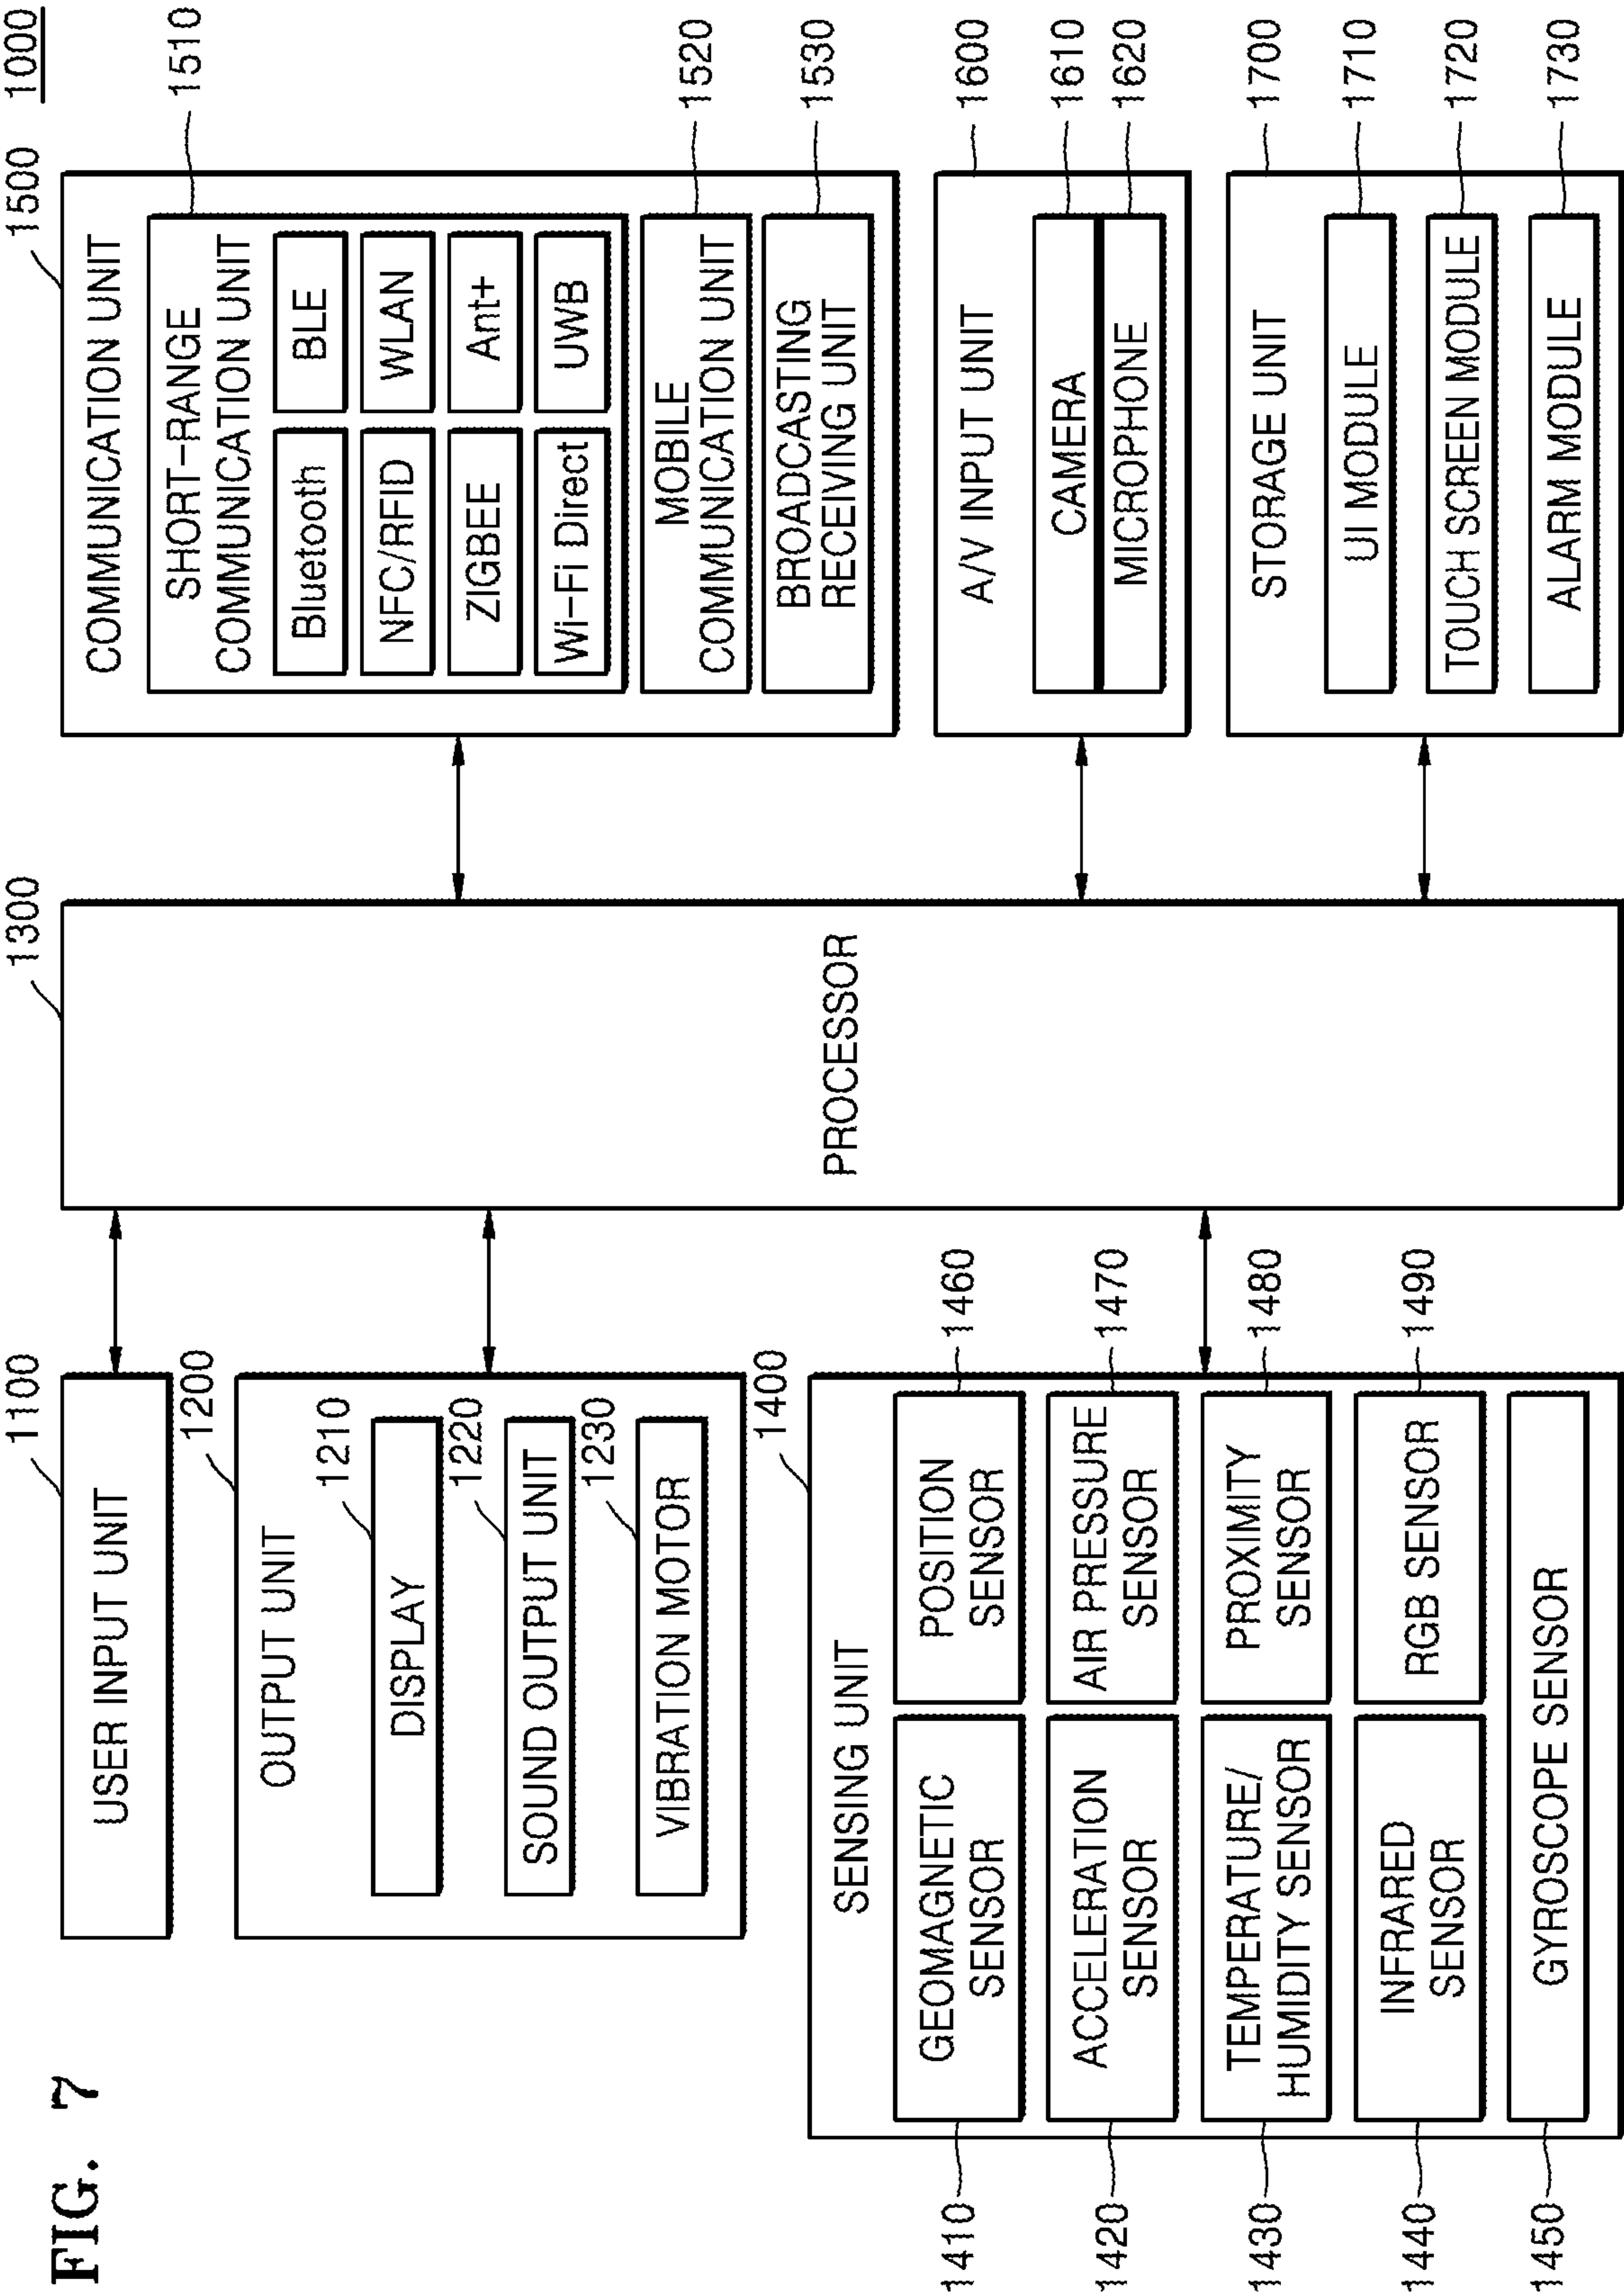 FIG. 7
1000
1100
USER INPUT UNIT
1200
OUTPUT UNIT
1210
DISPLAY
1220
SOUND OUTPUT UNIT
1230
VIBRATION MOTOR
1400
SENSING UNIT
1410
GEOMAGNETIC
SENSOR
POSITION
SENSOR
1460
1420
ACCELERATION
SENSOR
AIR PRESSURE
SENSOR
1470
1430
TEMPERATURE/
HUMIDITY SENSOR
PROXIMITY
SENSOR
1480
1440
INFRARED
SENSOR
RGB SENSOR
1490
1450
GYROSCOPE SENSOR
1300
PROCESSOR
1500
COMMUNICATION UNIT
1510
SHORT-RANGE
COMMUNICATION UNIT
Bluetooth
BLE
NFC/RFID
WLAN
ZIGBEE
Ant+
Wi-Fi Direct
UWB
MOBILE
COMMUNICATION UNIT
1520
BROADCASTING
RECEIVING UNIT
1530
A/V INPUT UNIT
1600
CAMERA
1610
MICROPHONE
1620
STORAGE UNIT
1700
UI MODULE
1710
TOUCH SCREEN MODULE
1720
ALARM MODULE
1730